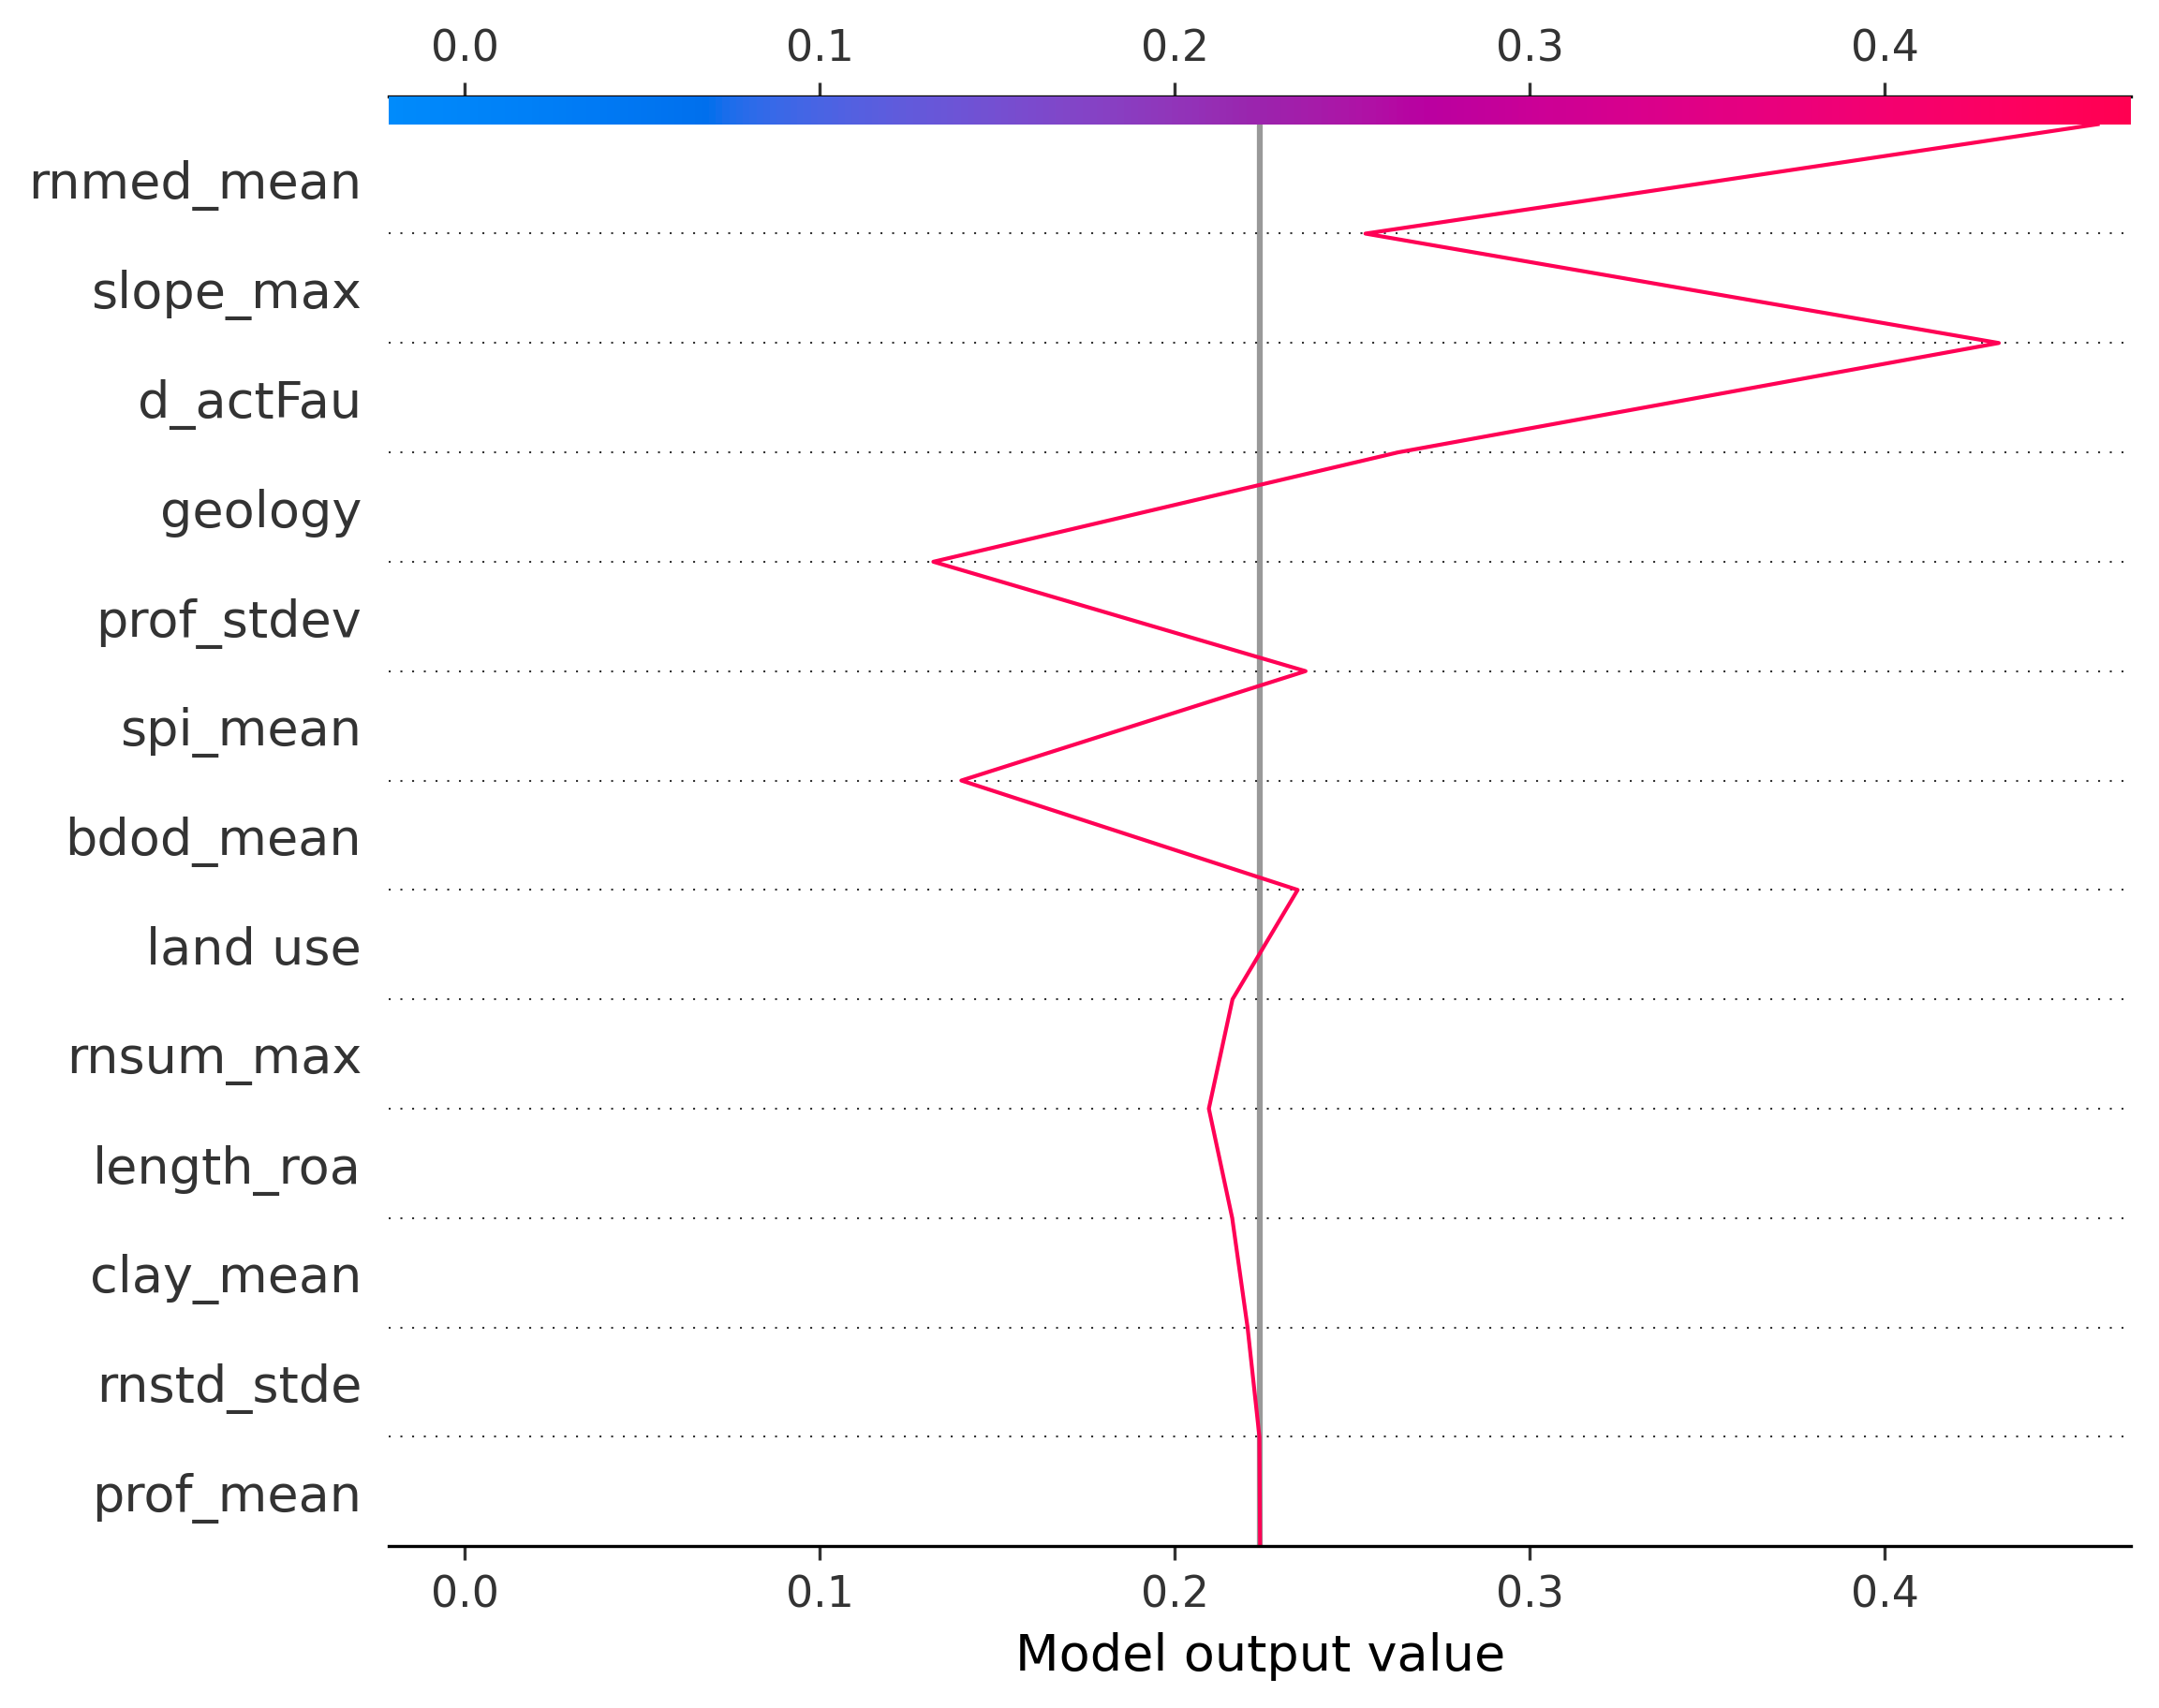 0.0 0.1 0.2 0.3 0.4
rnmed_mean
slope_max
d_actFau
geology
prof_stdev
spi_mean
bdod_mean
land use
rnsum_max
length_roa
clay_mean
rnstd_stde
prof_mean
0.0 0.1 0.2 0.3 0.4
Model output value